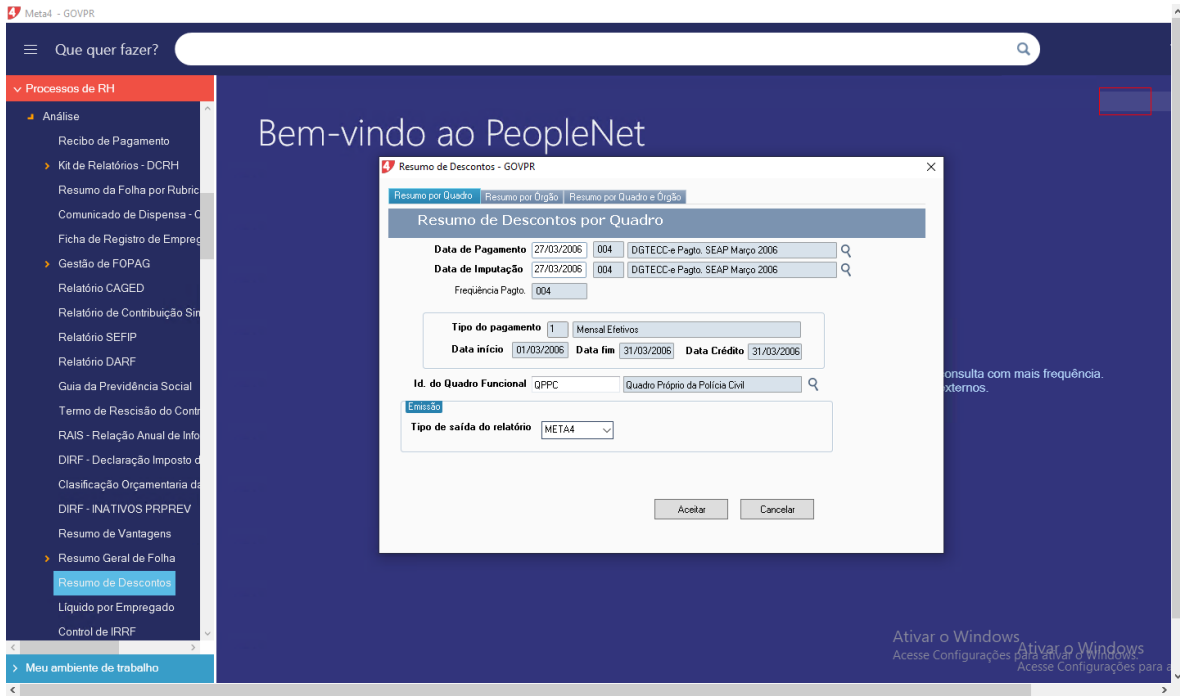 Meta4 - GOVPR
Que quer fazer?
Processos de RH
Análise
Recibo de Pagamento
Kit de Relatórios - DCRH
Resumo da Folha por Rubric
Comunicado de Dispensa - C
Ficha de Registro de Empreg
Gestão de FOPAG
Relatório CAGED
Relatório de Contribuição Sin
Relatório SEFIP
Relatório DARF
Guia da Previdência Social
Termo de Rescisão do Contr
RAIS - Relação Anual de Info
DIRF - Declaração Imposto d
Clasificação Orçamentaria da
DIRF - INATIVOS PRPREV
Resumo de Vantagens
Resumo Geral de Folha
Resumo de Descontos
Líquido por Empregado
Control de IRRF
Meu ambiente de trabalho
Bem-vindo ao PeopleNet
Resumo de Descontos - GOVPR
Resumo por Quadro Resumo por Órgão Resumo por Quadro e Órgão
Resumo de Descontos por Quadro
Data de Pagamento 27/03/2006 004 DGTECC-e Pagto. SEAP Março 2006
Data de Imputação 27/03/2006 004 DGTECC-e Pagto. SEAP Março 2006
Freqüência Pagto. 004
Tipo do pagamento 1 Mensal Efetivos
Data início 01/03/2006 Data fim 31/03/2006 Data Crédito 31/03/2006
Id. do Quadro Funcional QPPC Quadro Próprio da Polícia Civil
Emissão
Tipo de saída do relatório META4
Aceitar Cancelar
onsulta com mais frequência.
xternos.
Ativar o Windows
Acesse Configurações para ativar o Windows.
Ativar o Windows
Acesse Configurações para a